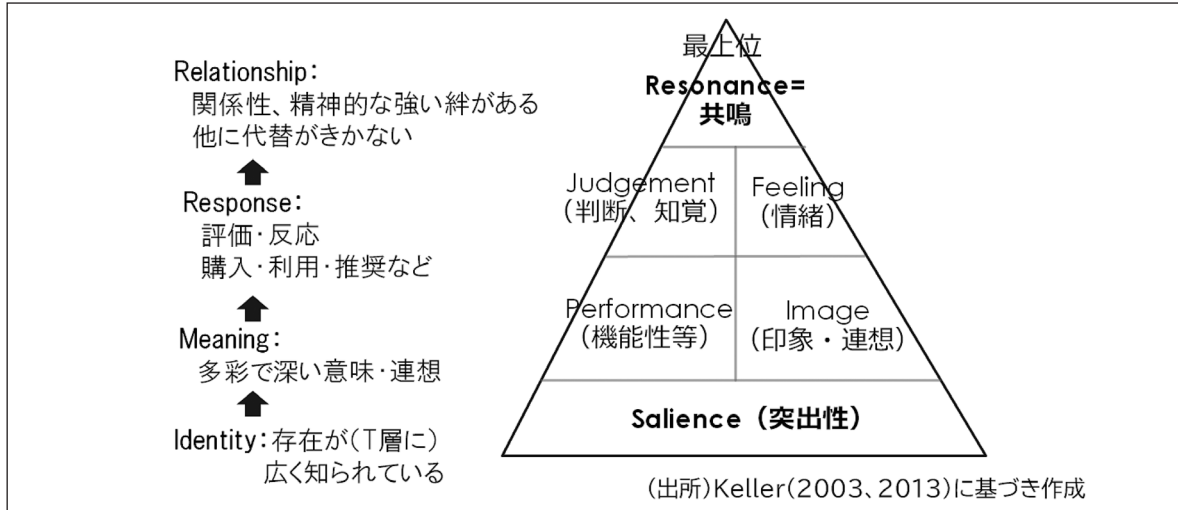 Relationship:
関係性、精神的な強い絆がある
他に代替がきかない
Response:
評価・反応
購入・利用・推奨など
Meaning:
多彩で深い意味・連想
Identity:存在が(T層に)
広く知られている
最上位
Resonance=
共鳴
Judgement
(判断、知覚)
Feeling
(情緒)
Performance
(機能性等)
Image
(印象・連想)
Salience(突出性)
(出所)Keller(2003、2013)に基づき作成